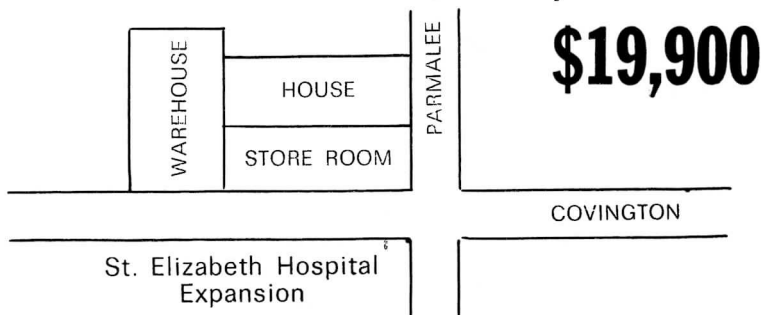 WAREHOUSE
HOUSE
STORE ROOM
PARMALEE
$19,900
COVINGTON
St. Elizabeth Hospital
Expansion